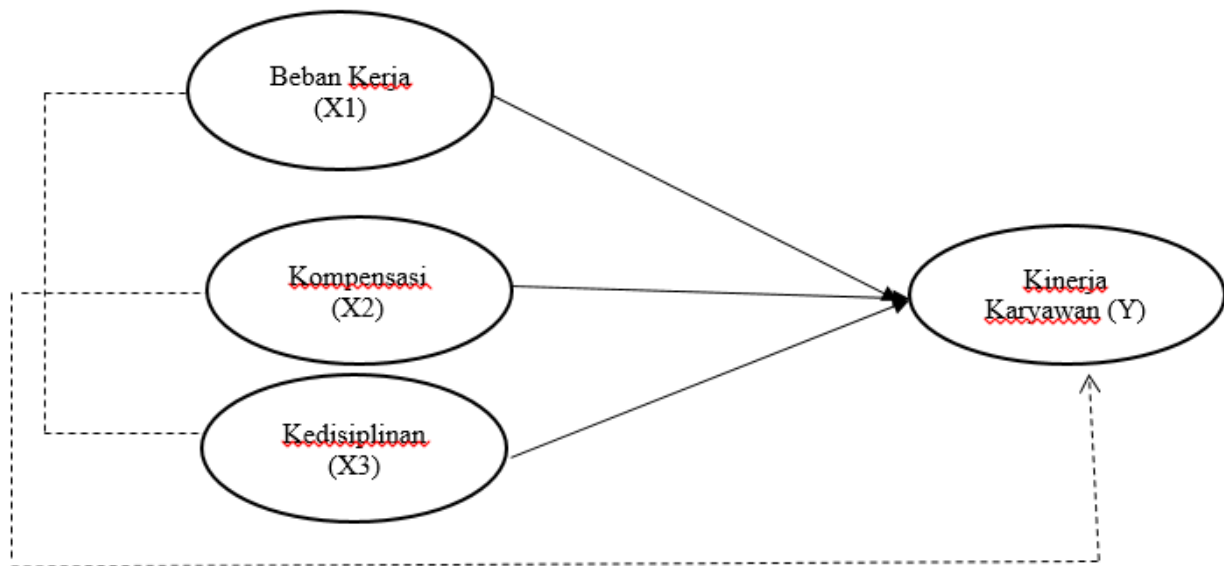 Beban Kerja
(X1)
Kompensasi
(X2)
Kinerja
Karyawan (Y)
Kedisiplinan
(X3)